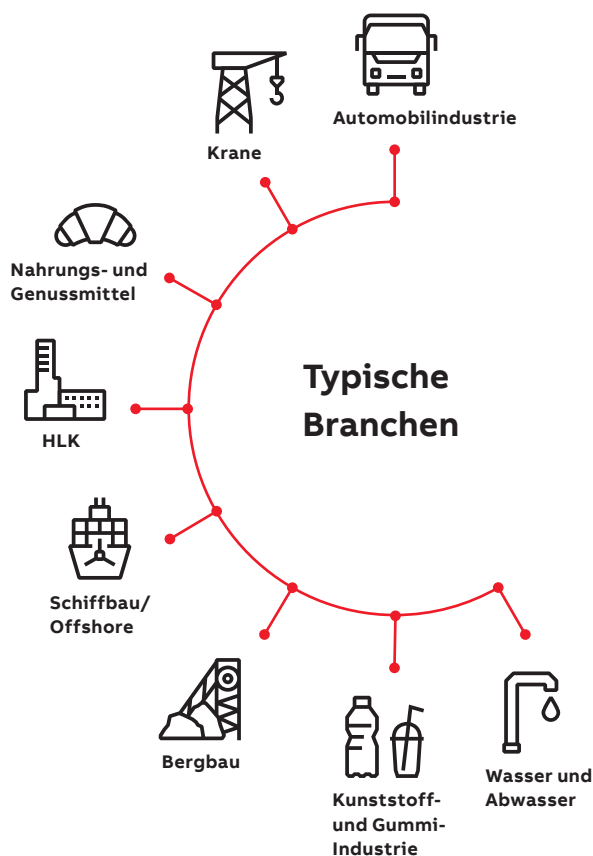 Automobilindustrie
Krane
Nahrungs- und
Genussmittel
Typische
Branchen
HLK
Schiffbau/
Offshore
Bergbau
Kunststoff-
und Gummi-
Industrie
Wasser und
Abwasser